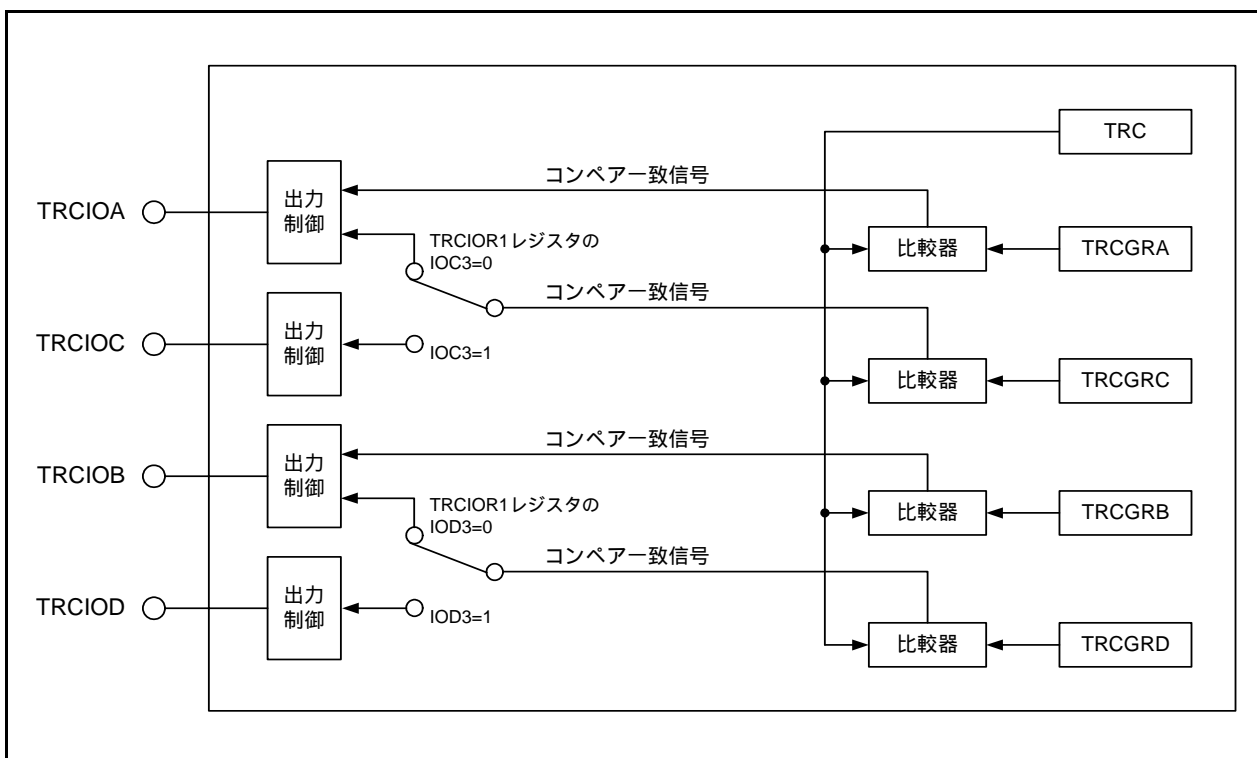 TRC
コンペア一致信号
TRCIOA
出力
制御
比較器
TRCGRA
TRCIOR1レジスタの
IOC3=0
コンペア一致信号
TRCIOC
出力
制御
IOC3=1
比較器
TRCGRC
コンペア一致信号
TRCIOB
出力
制御
比較器
TRCGRB
TRCIOR1レジスタの
IOD3=0
コンペア一致信号
TRCIOD
出力
制御
IOD3=1
比較器
TRCGRD